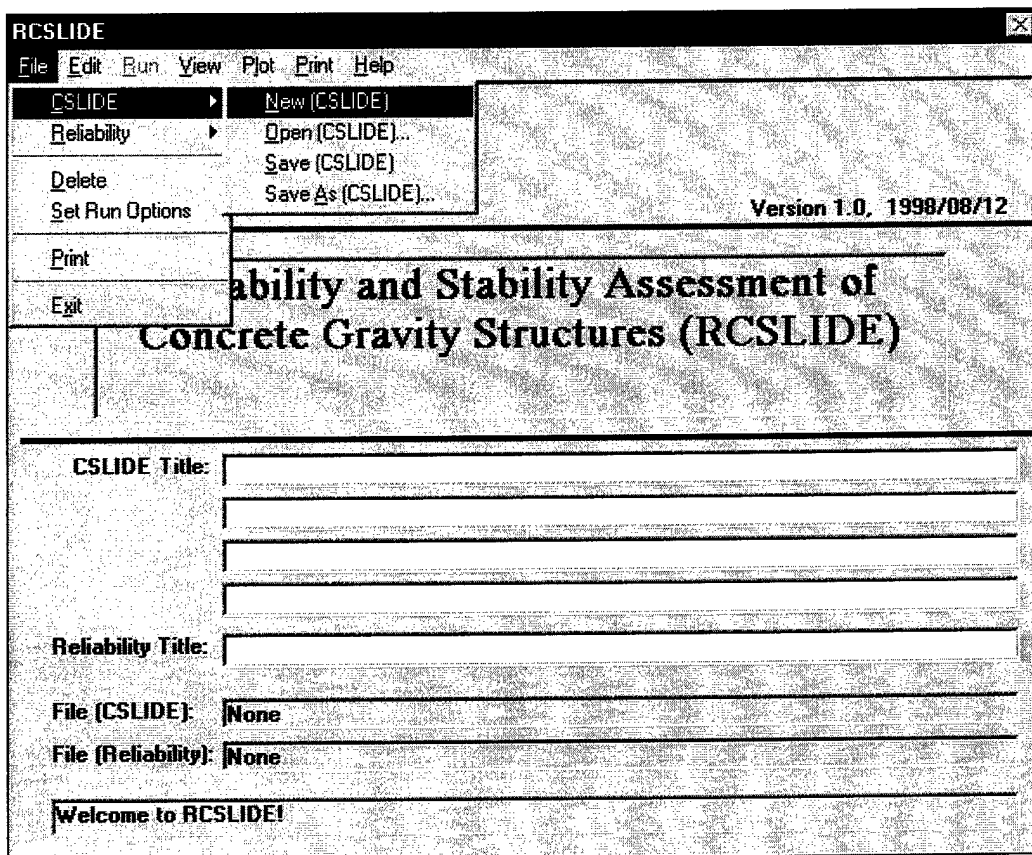 RCSLIDE
File Edit Run View Plot Print Help
CSLIDE
Reliability
Delete
Set Run Options
Print
Exit
New (CSLIDE)
Open (CSLIDE)...
Save (CSLIDE)
Save As (CSLIDE)...
Version 1.0, 1998/08/12
ability and Stability Assessment of
Concrete Gravity Structures (RCSLIDE)
CSLIDE Title:
Reliability Title:
File (CSLIDE): None
File (Reliability): None
Welcome to RCSLIDE!